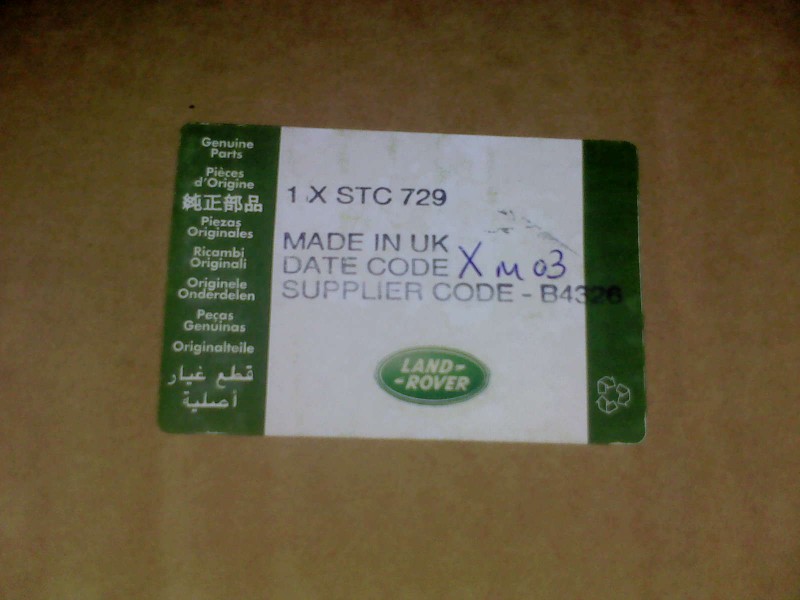 Genuine
Parts
Pièces
d'Origine
純正部品
Piezas
Originales
Ricambi
Originali
Originele
Onderdelen
Peças
Genuinas
Originalteile
قطع غيار
أصلية
1 X STC 729
MADE IN UK
DATE CODE X M 03
SUPPLIER CODE - B4326
LAND-
-ROVER